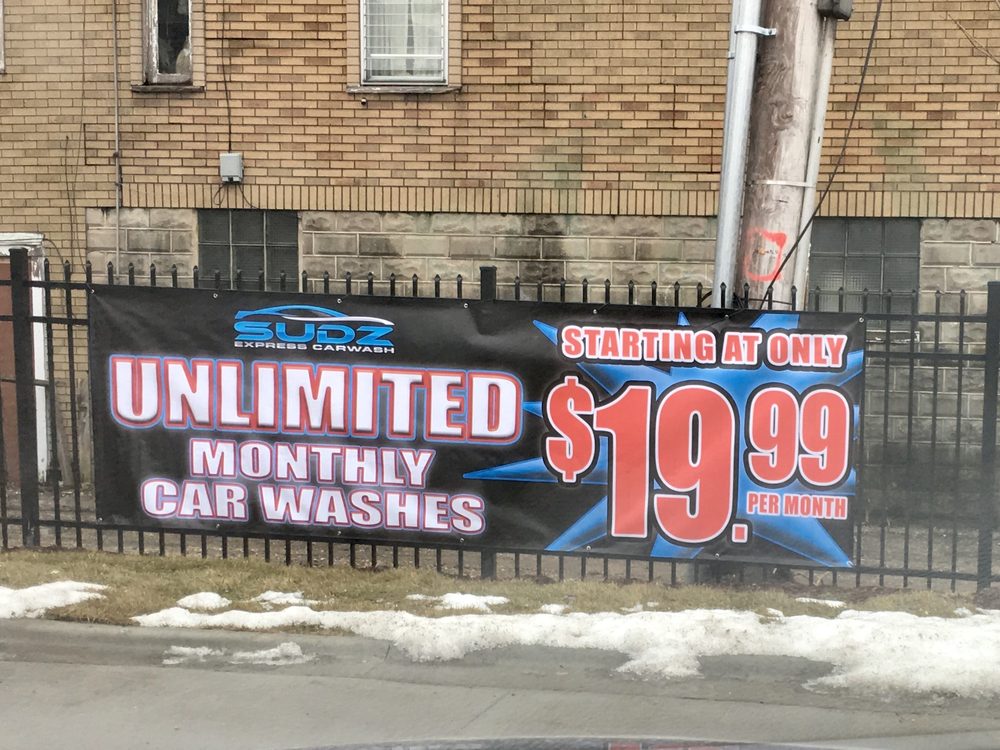 SUDZ
EXPRESS CARWASH
UNLIMITED
MONTHLY
CAR WASHES
STARTING AT ONLY
$19.99
PER MONTH